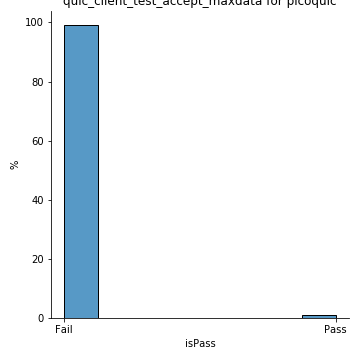 quic_client_test_accept_maxdata for picoquic
100
80
60
40
20
0
%
Fail
Pass
isPass